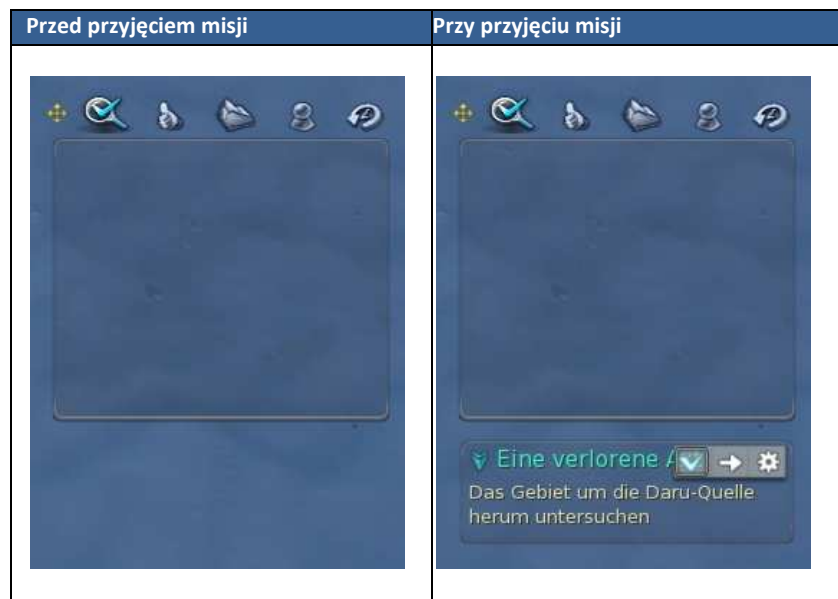 Przed przyjęciem misji
Przy przyjęciu misji
Eine verlorene
Das Gebiet um die Daru-Quelle
herum untersuchen